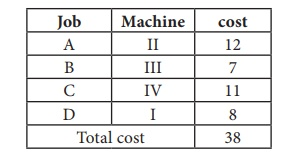 Job Machine cost
A II 12
B III 7
C IV 11
D I 8
Total cost 38